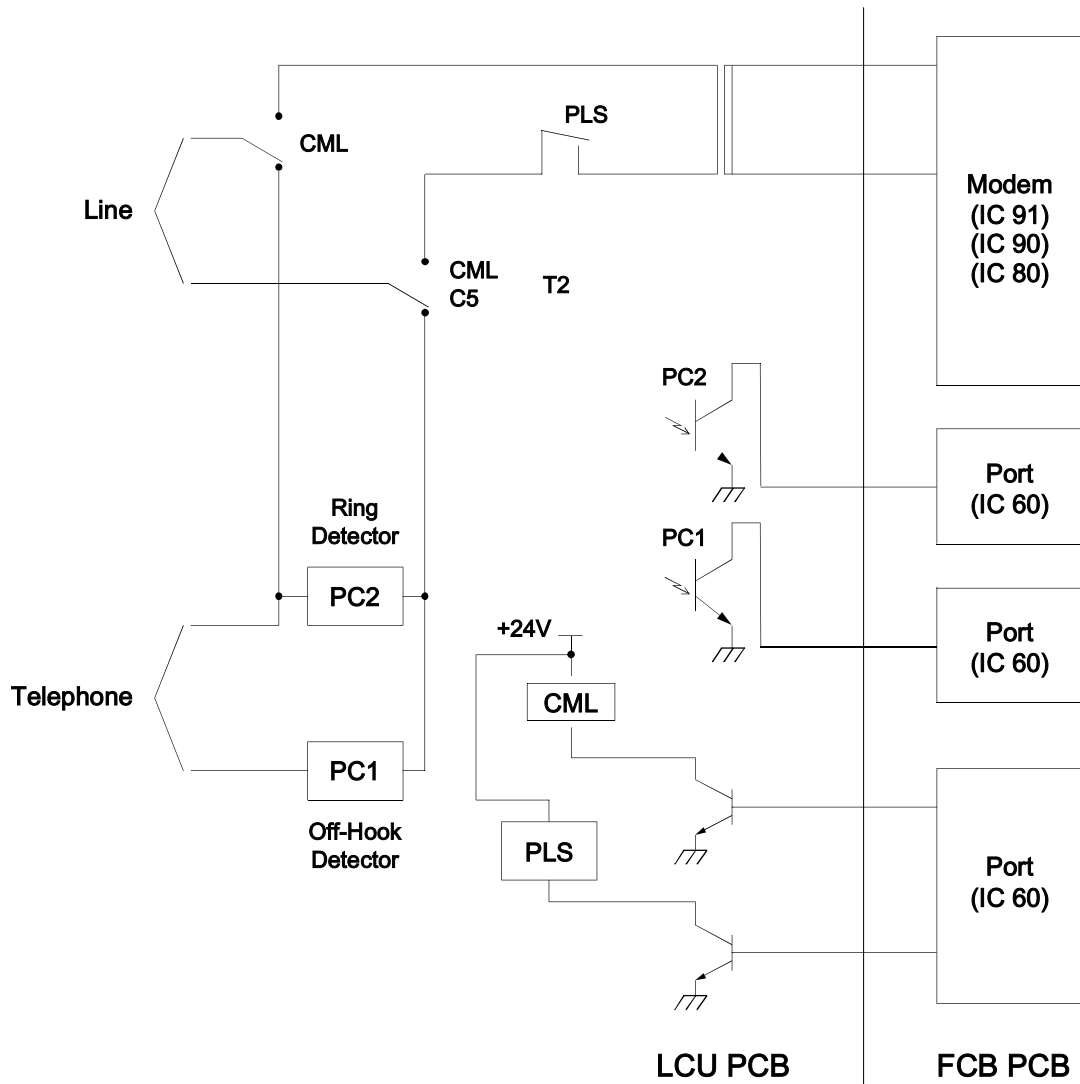 PLS
CML
Modem
(IC 91)
(IC 90)
(IC 80)
Line
CML
C5
T2
PC2
Port
(IC 60)
Ring
Detector
PC1
PC2
+24V
Port
(IC 60)
Telephone
CML
PC1
Off-Hook
Detector
PLS
Port
(IC 60)
LCU PCB
FCB PCB